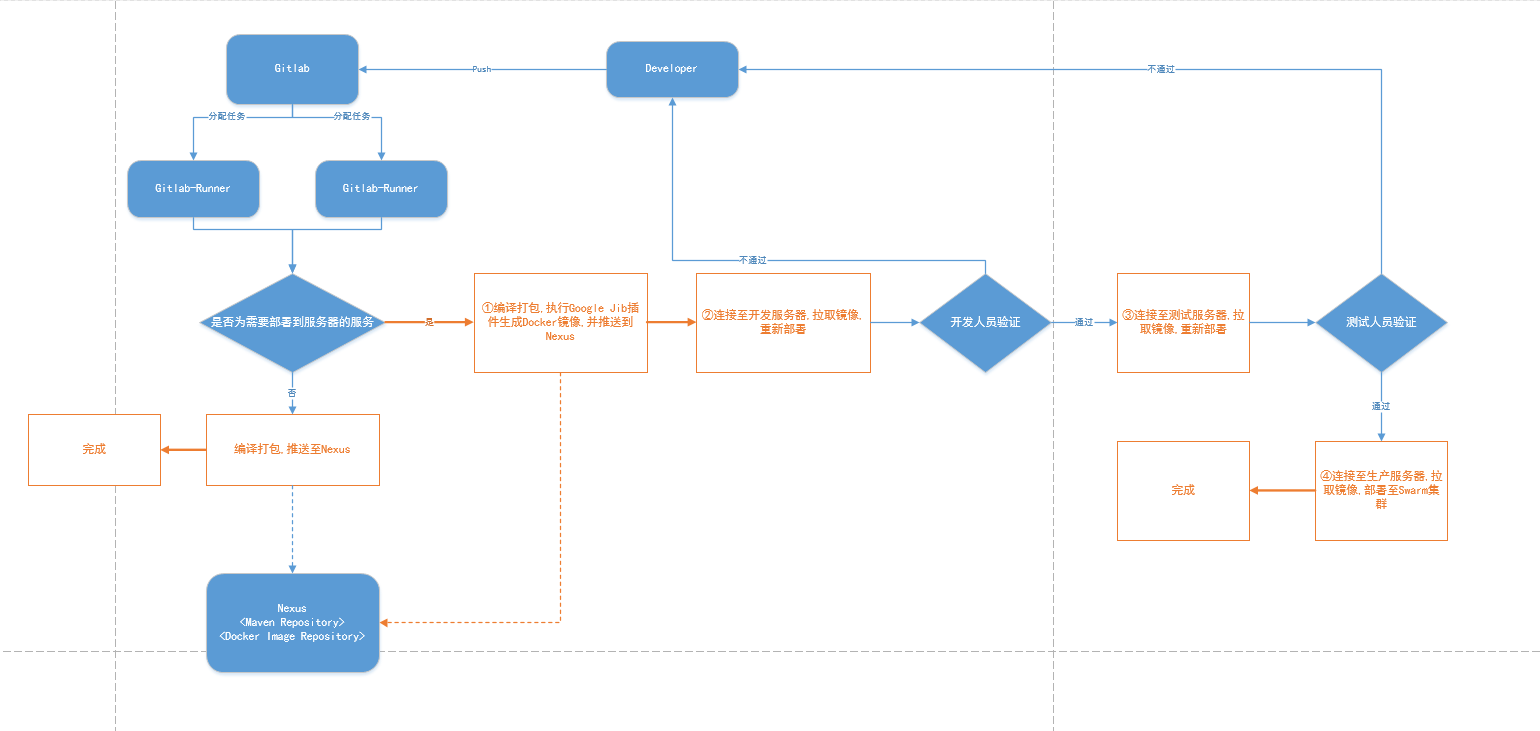 Gitlab
Push
Developer
不通过
分配任务
分配任务
Gitlab-Runner
Gitlab-Runner
不通过
是否为需要部署到服务器的服务
是
①编译打包,执行Google Jib插
件生成Docker镜像,并推送到
Nexus
②连接至开发服务器,拉取镜像,
重新部署
开发人员验证
通过
③连接至测试服务器,拉
取镜像,重新部署
测试人员验证
否
通过
完成
编译打包,推送至Nexus
完成
④连接至生产服务器,拉
取镜像,部署至Swarm集
群
Nexus
<Maven Repository>
<Docker Image Repository>